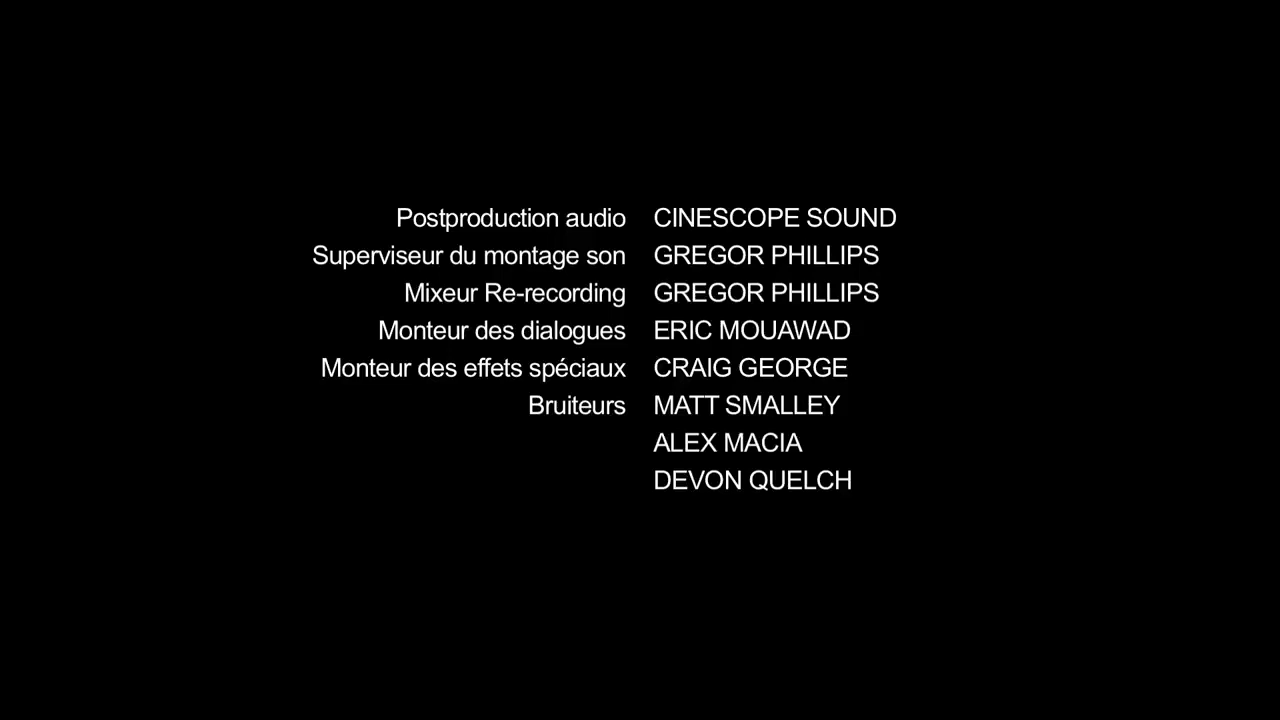 Postproduction audio CINESCOPE SOUND
Superviseur du montage son GREGOR PHILLIPS
Mixeur Re-recording GREGOR PHILLIPS
Monteur des dialogues ERIC MOUAWAD
Monteur des effets spéciaux CRAIG GEORGE
Bruiteurs MATT SMALLEY
ALEX MACIA
DEVON QUELCH